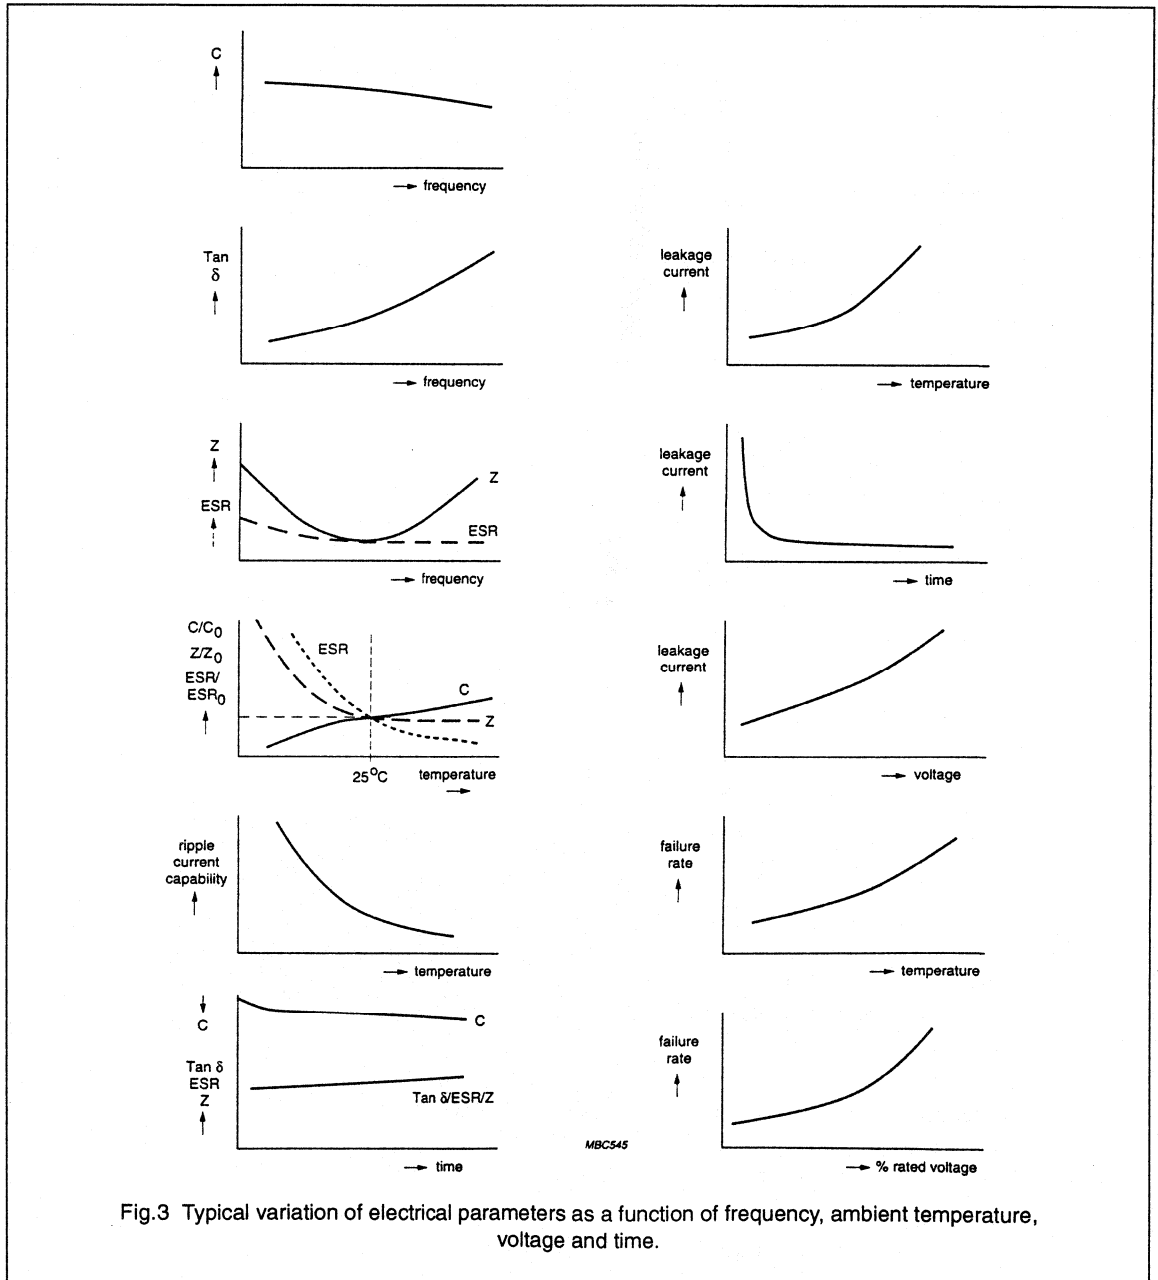 C
frequency
Tan
δ
frequency
leakage
current
temperature
Z
ESR
Z
ESR
frequency
leakage
current
time
C/C0
Z/Z0
ESR/
ESR0
ESR
C
Z
25°C
temperature
leakage
current
voltage
ripple
current
capability
temperature
failure
rate
temperature
C
Tan δ
ESR
Z
C
Tan δ/ESR/Z
time
failure
rate
% rated voltage
MBC545
Fig.3 Typical variation of electrical parameters as a function of frequency, ambient temperature,
voltage and time.